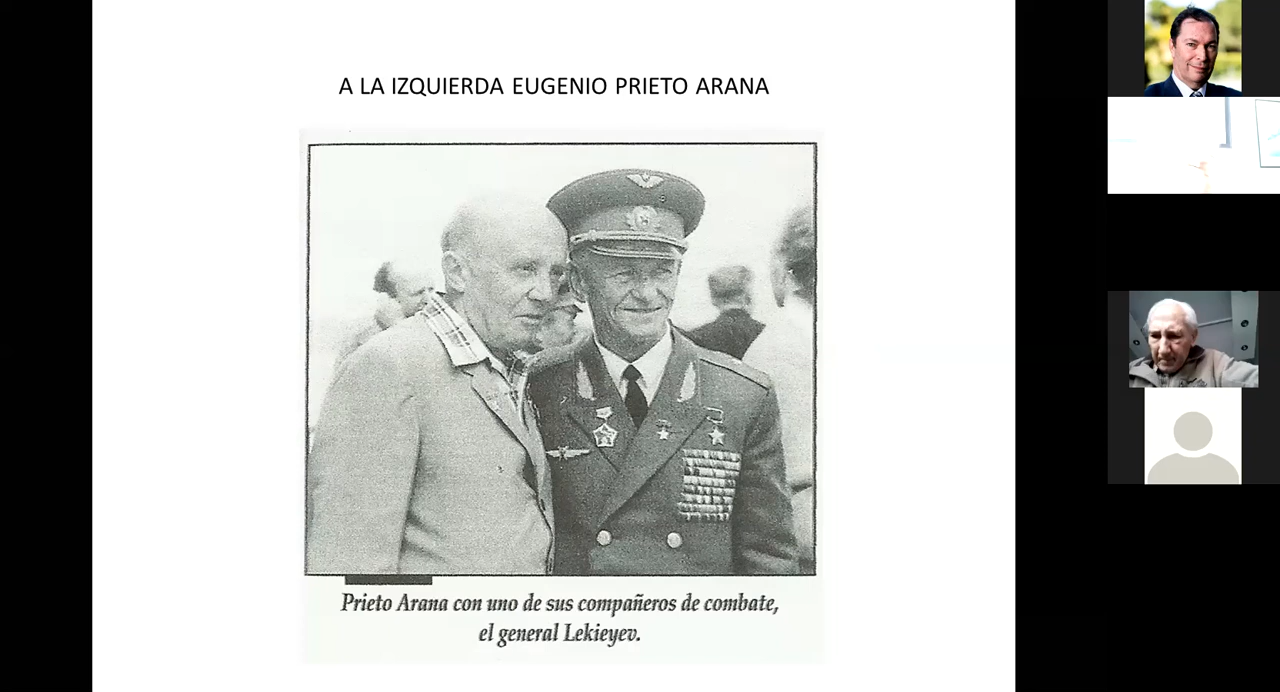 A LA IZQUIERDA EUGENIO PRIETO ARANA
Prieto Arana con uno de sus compañeros de combate,
el general Lekieyev.